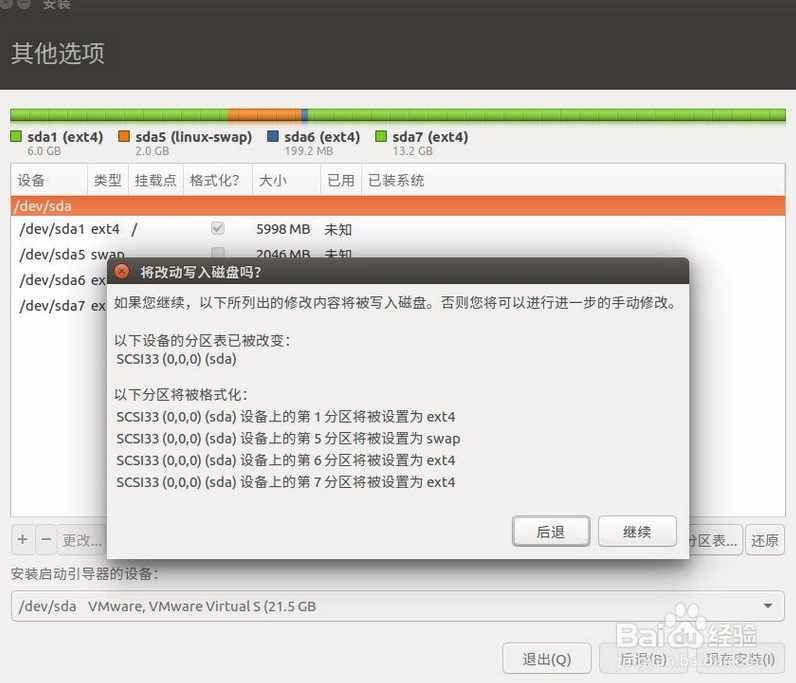 安装
其他选项
sda1 (ext4) sda5 (linux-swap) sda6 (ext4) sda7 (ext4)
6.0 GB 2.0 GB 199.2 MB 13.2 GB
设备 类型 挂载点 格式化? 大小 已用 已装系统
/dev/sda
/dev/sda1 ext4 / 5998 MB 未知
/dev/sda5 swap 2046 MB 未知
/dev/sda6
/dev/sda7
将改动写入磁盘吗?
如果您继续,以下所列出的修改内容将被写入磁盘。否则您将可以进行进一步的手动修改。
以下设备的分区表已被改变:
SCSI33 (0,0,0) (sda)
以下分区将被格式化:
SCSI33 (0,0,0) (sda) 设备上的第 1 分区将被设置为 ext4
SCSI33 (0,0,0) (sda) 设备上的第 5 分区将被设置为 swap
SCSI33 (0,0,0) (sda) 设备上的第 6 分区将被设置为 ext4
SCSI33 (0,0,0) (sda) 设备上的第 7 分区将被设置为 ext4
后退 继续
+ − 更改... 分区表... 还原
安装启动引导器的设备:
/dev/sda VMware, VMware Virtual S (21.5 GB
Baidu 经验
退出(Q) 后退(B) 现在安装(I)